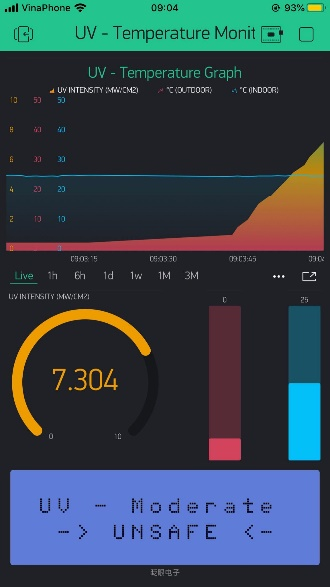 VinaPhone 09:04 93%
UV - Temperature Monit
UV - Temperature Graph
UV INTENSITY (MW/CM2) °C (OUTDOOR) °C (INDOOR)
10 50 50
8 40 40
6 30 30
4 20 20
2 10 10
0 0 0
09:03:15 09:03:30 09:03:45 09:04
Live 1h 6h 1d 1w 1M 3M
UV INTENSITY (MW/CM2) 0 25
7.304
0 10
UV - Moderate
-> UNSAFE <-